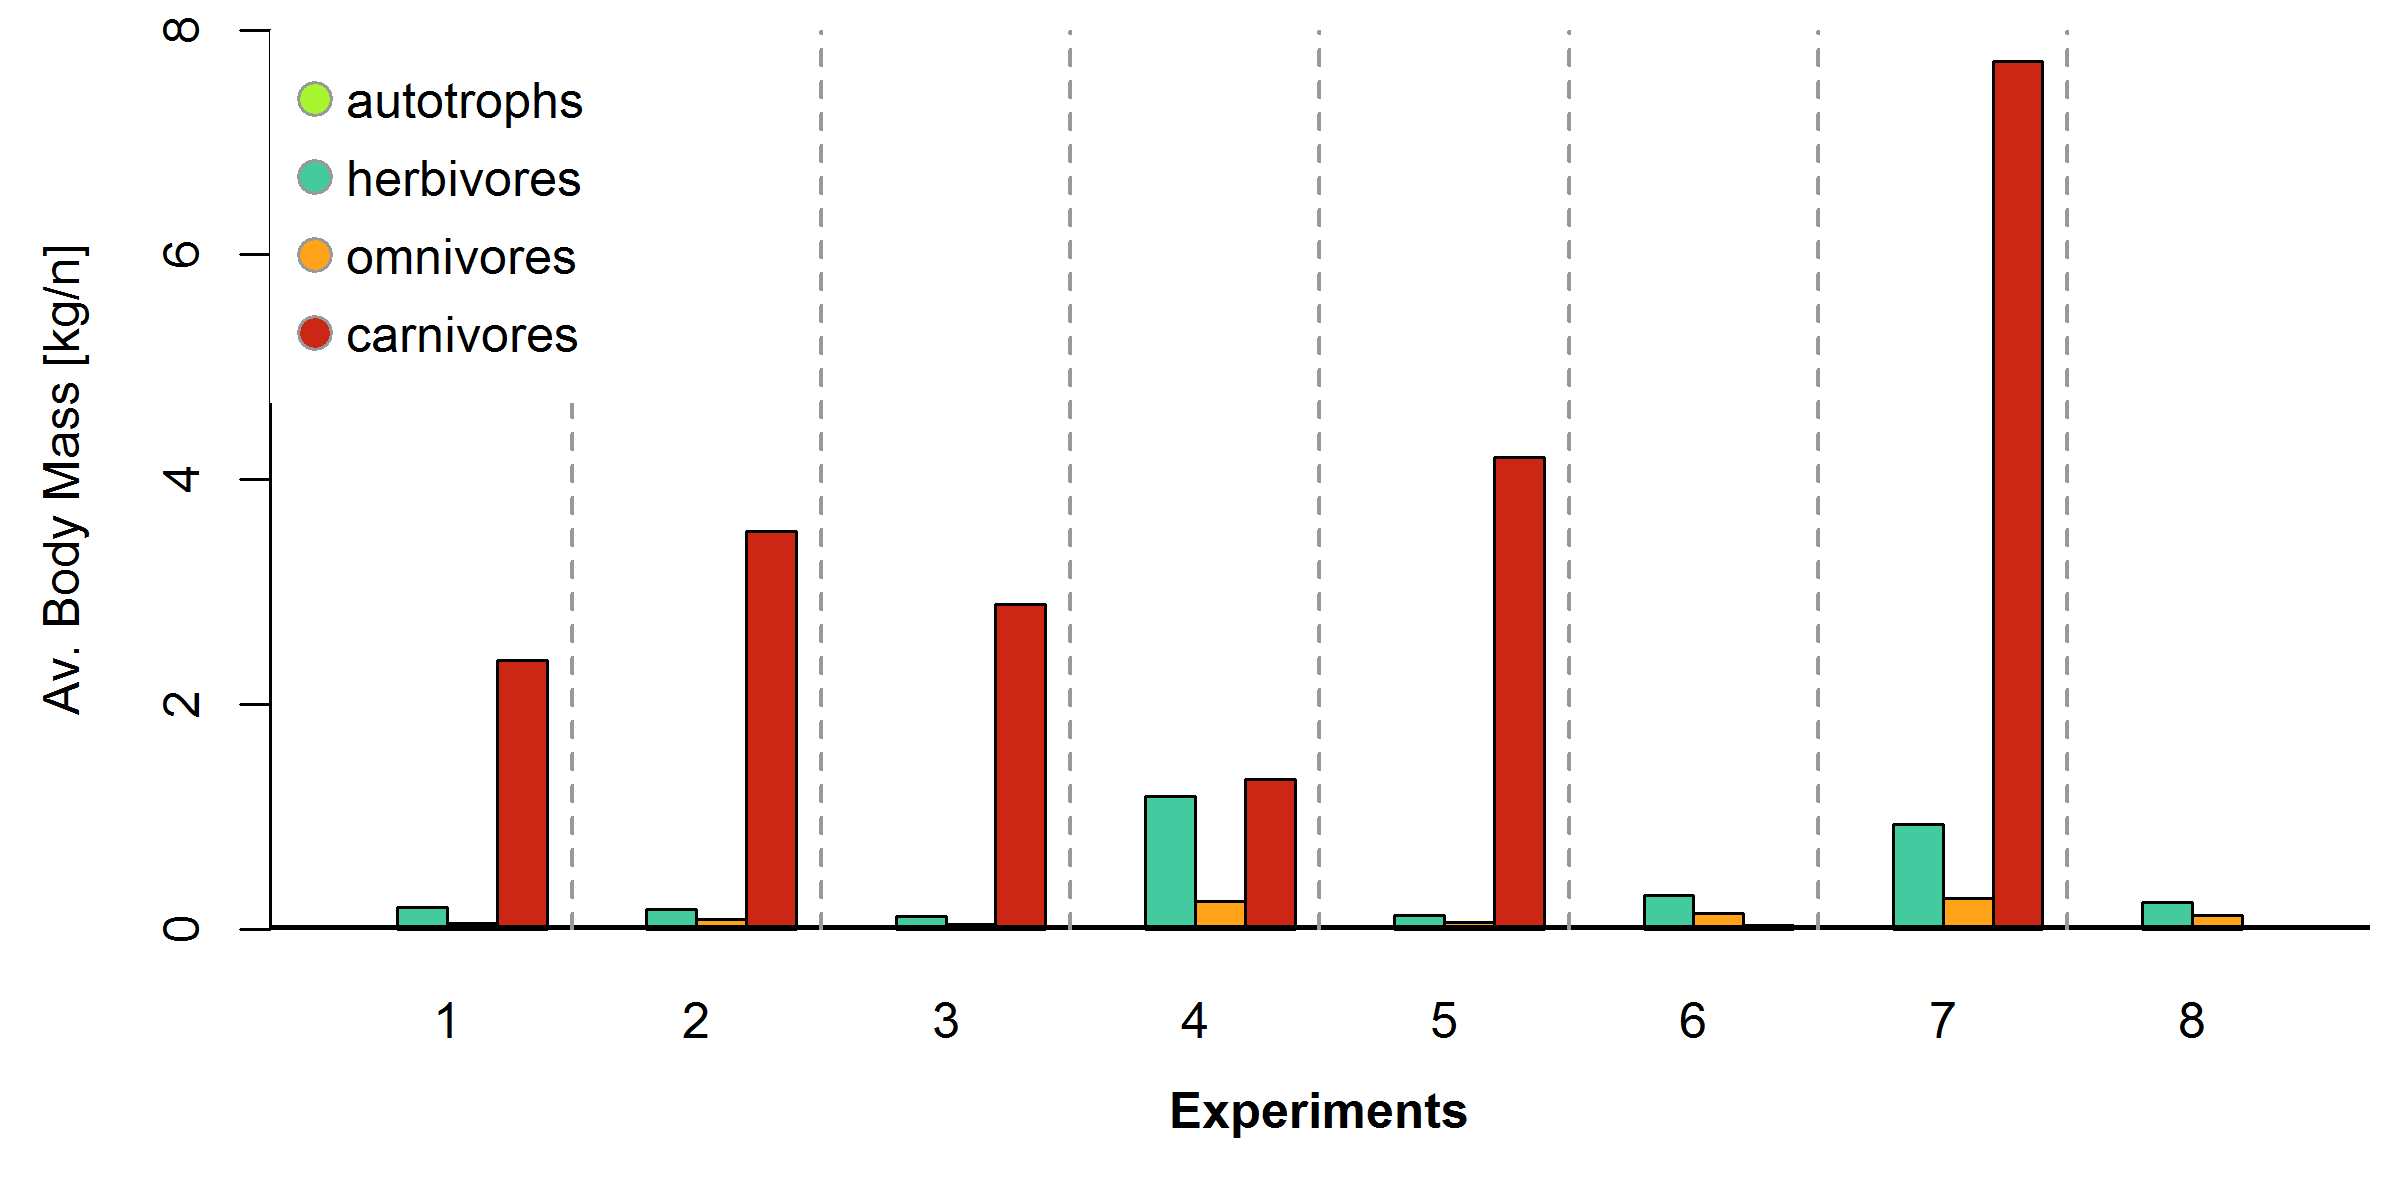 Av. Body Mass [kg/n]
8
6
4
2
0
autotrophs
herbivores
omnivores
carnivores
1 2 3 4 5 6 7 8
Experiments